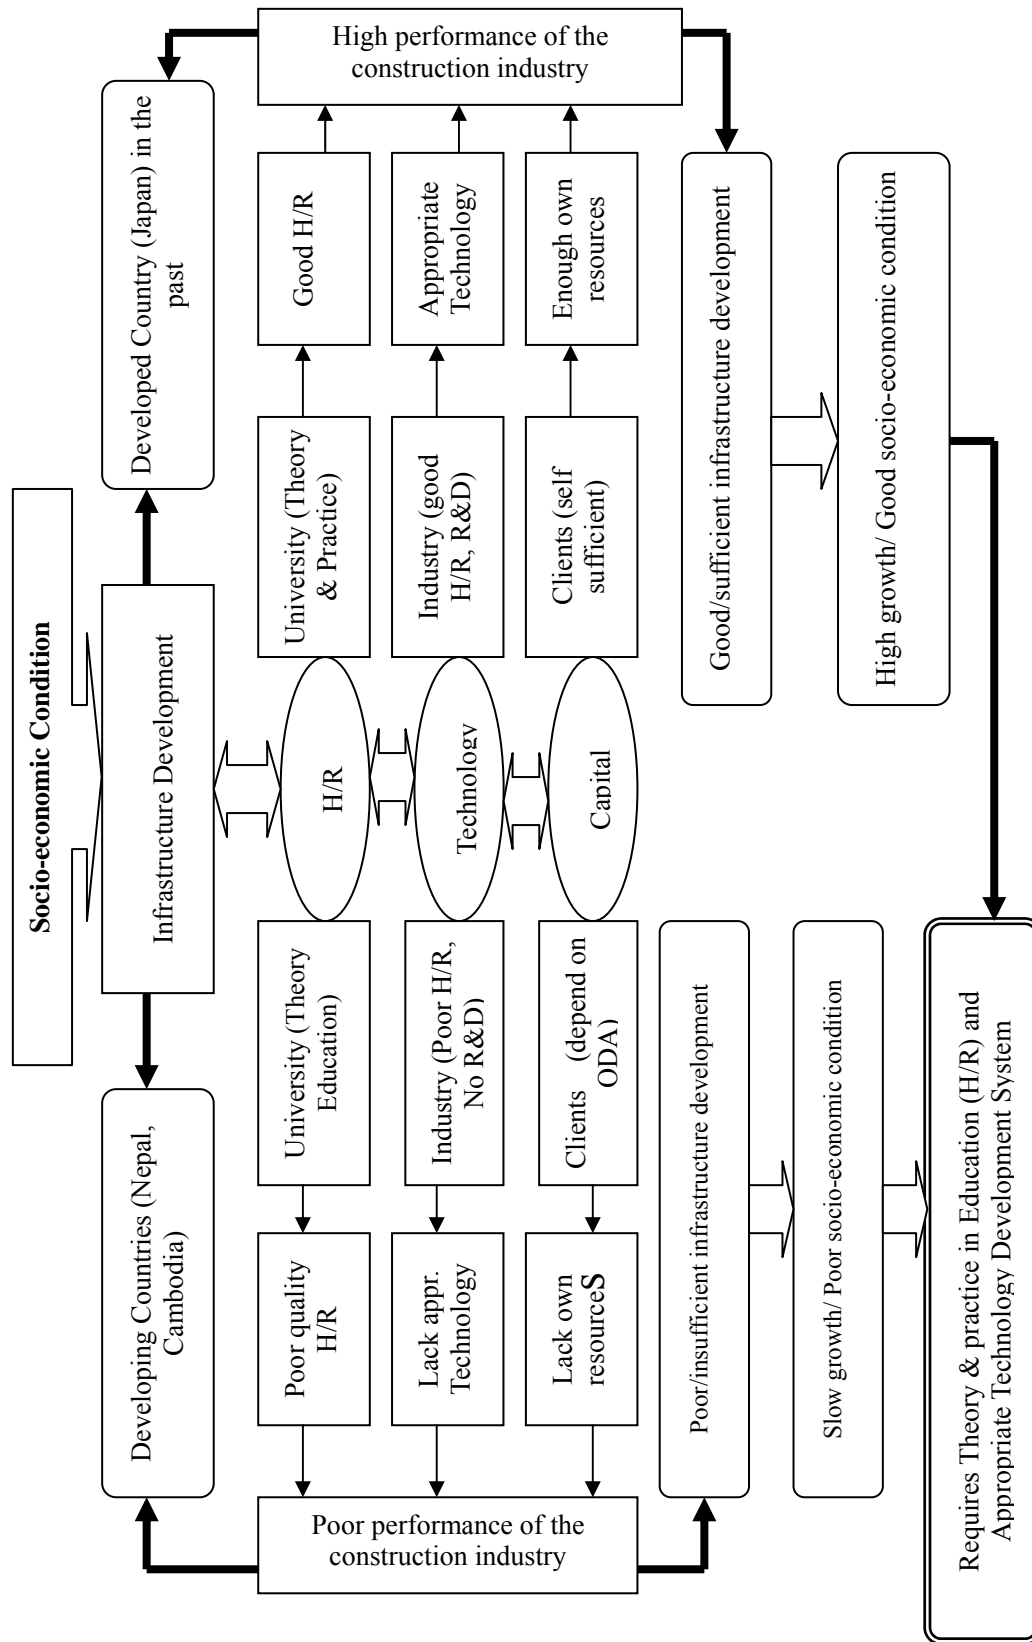 Socio-economic Condition
Infrastructure Development
Developing Countries (Nepal,
Cambodia)
Developed Country (Japan) in the
past
Poor performance of the
construction industry
Poor quality
H/R
University (Theory
Education)
H/R
University (Theory
& Practice)
Good H/R
High performance of the
construction industry
Lack appr.
Technology
Industry (Poor H/R,
No R&D)
Technology
Industry (good
H/R, R&D)
Appropriate
Technology
Lack own
resourceS
Clients (depend on
ODA)
Capital
Clients (self
sufficient)
Enough own
resources
Poor/insufficient infrastructure development
Good/sufficient infrastructure development
Slow growth/ Poor socio-economic condition
High growth/ Good socio-economic condition
Requires Theory & practice in Education (H/R) and
Appropriate Technology Development System